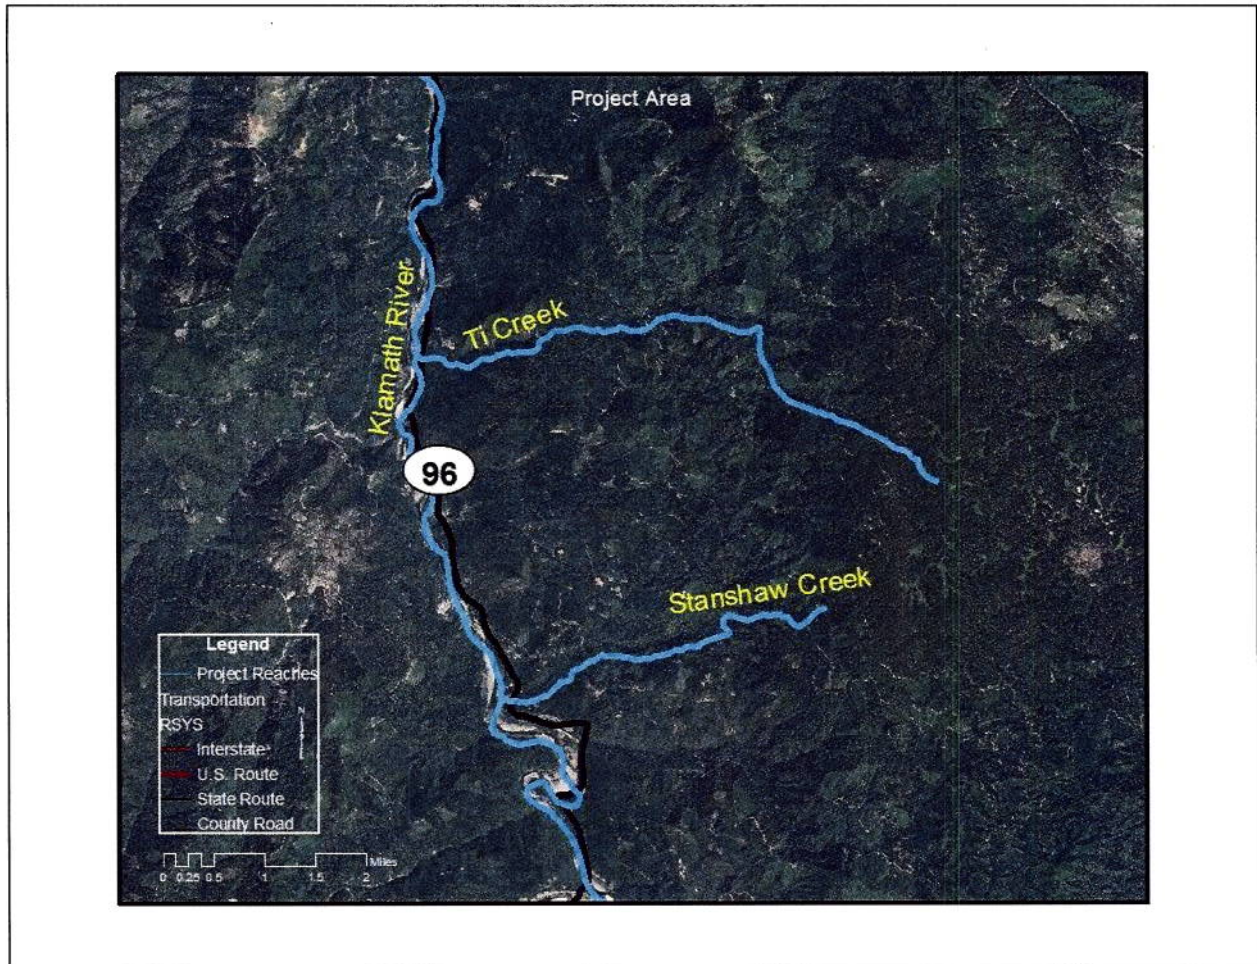 Project Area
Klamath River
Ti Creek
96
Stanshaw Creek
Legend
Project Reaches
Transportation
RSYS
N
Interstate
U.S. Route
State Route
County Road
Miles
0 0.25 0.5 1 1.5 2